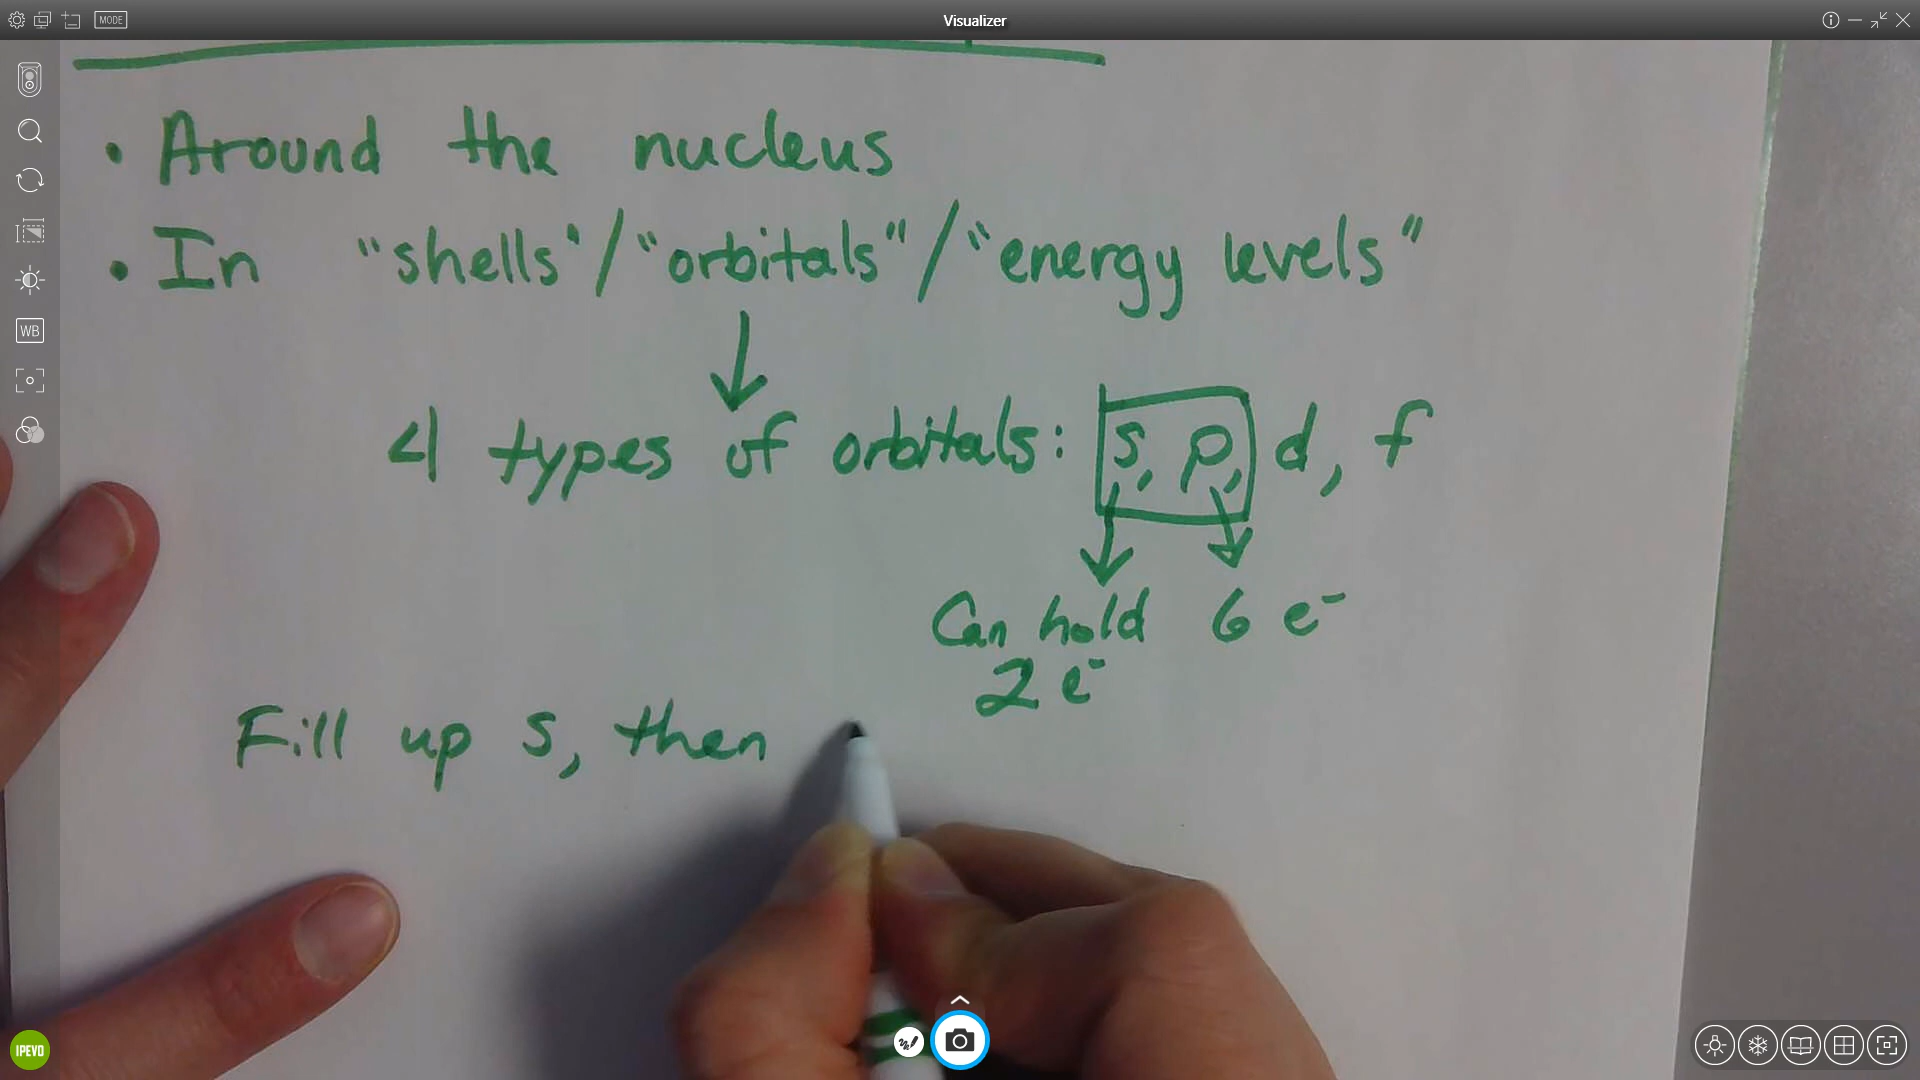 MODE
Visualizer
• Around the nucleus
• In "shells"/"orbitals"/"energy levels"
4 types of orbitals: s, p, d, f
Can hold 6 e⁻
2 e⁻
Fill up s, then
WB
IPEVO